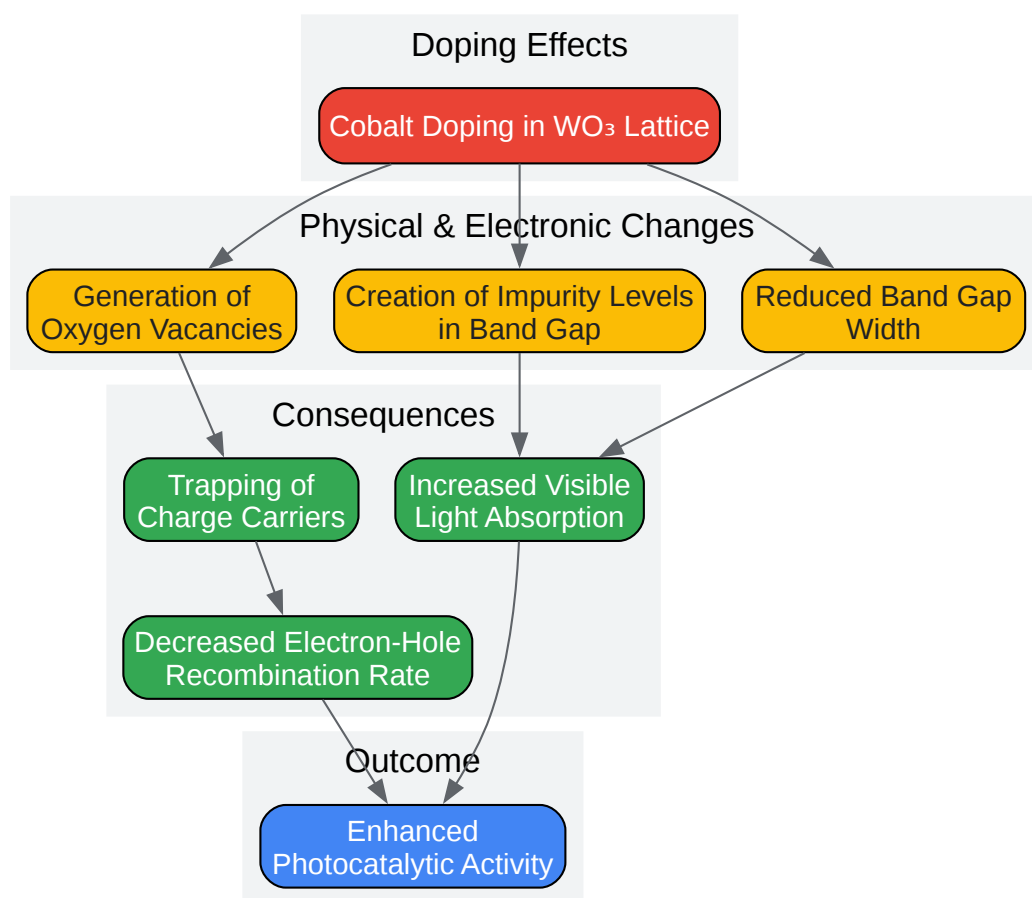 Doping Effects
Cobalt Doping in WO₃ Lattice
Physical & Electronic Changes
Generation of
Oxygen Vacancies
Creation of Impurity Levels
in Band Gap
Reduced Band Gap
Width
Consequences
Trapping of
Charge Carriers
Increased Visible
Light Absorption
Decreased Electron-Hole
Recombination Rate
Outcome
Enhanced
Photocatalytic Activity